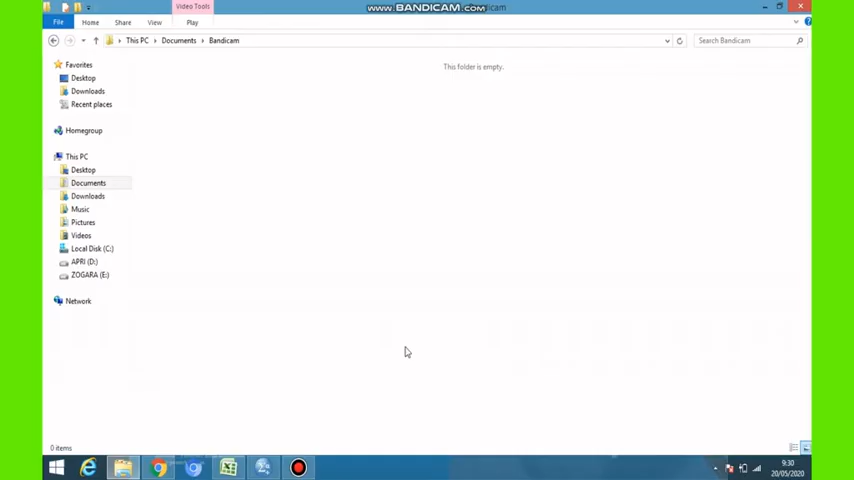 Video Tools
www.BANDICAM.com
File
Home
Share
View
Play
This PC
Documents
Bandicam
Search Bandicam
This folder is empty.
Favorites
Desktop
Downloads
Recent places
Homegroup
This PC
Desktop
Documents
Downloads
Music
Pictures
Videos
Local Disk (C:)
APRI (D:)
ZOGARA (E:)
Network
0 items
9:30
20/05/2020